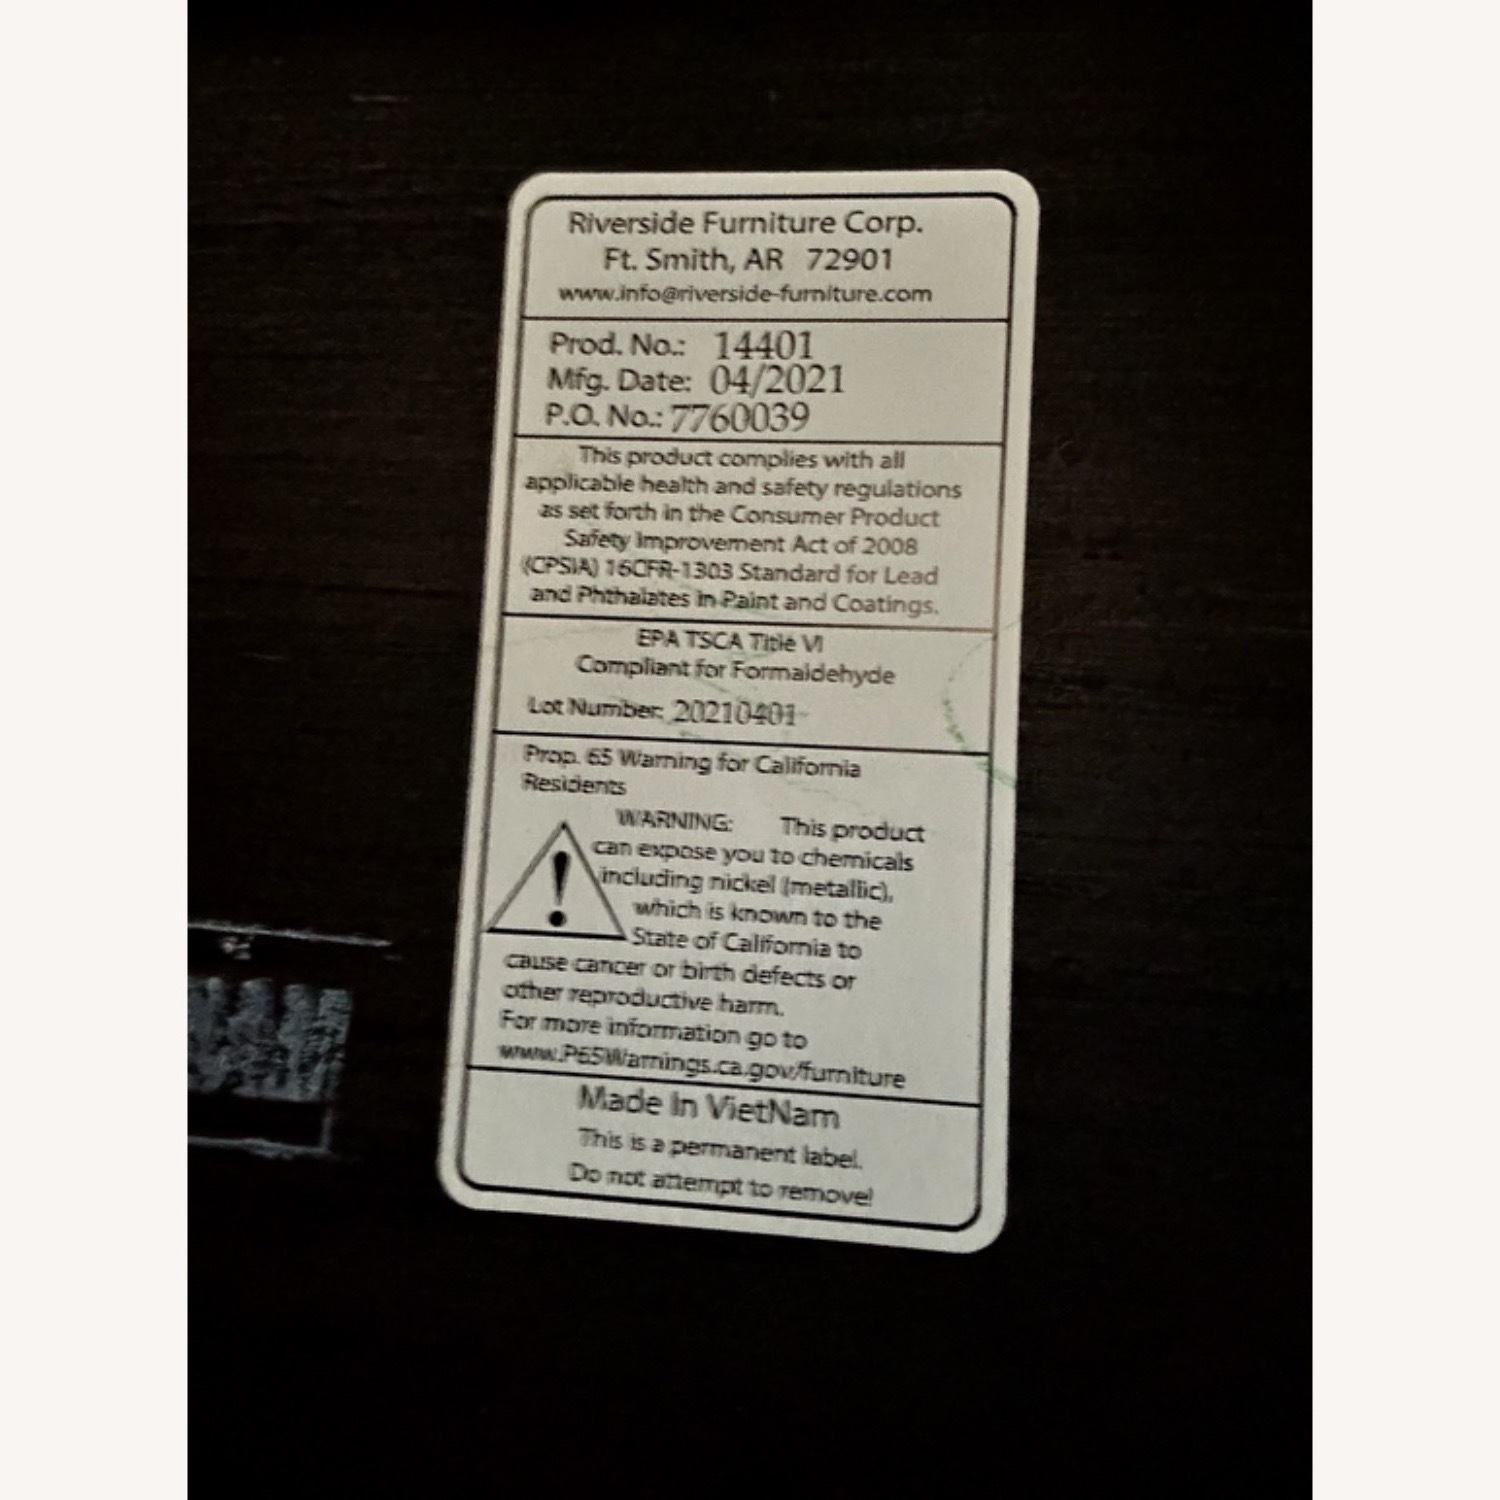 Riverside Furniture Corp.
Ft. Smith, AR 72901
www.info@riverside-furniture.com
Prod. No.: 14401
Mfg. Date: 04/2021
P.O. No.: 7760039
This product complies with all
applicable health and safety regulations
as set forth in the Consumer Product
Safety Improvement Act of 2008
(CPSIA) 16CFR-1303 Standard for Lead
and Phthalates in Paint and Coatings.
EPA TSCA Title VI
Compliant for Formaldehyde
Lot Number: 20210401
Prop. 65 Warning for California
Residents
WARNING: This product
can expose you to chemicals
including nickel (metallic),
which is known to the
State of California to
cause cancer or birth defects or
other reproductive harm.
For more information go to
www.P65Warnings.ca.gov/furniture
Made In VietNam
This is a permanent label.
Do not attempt to remove!